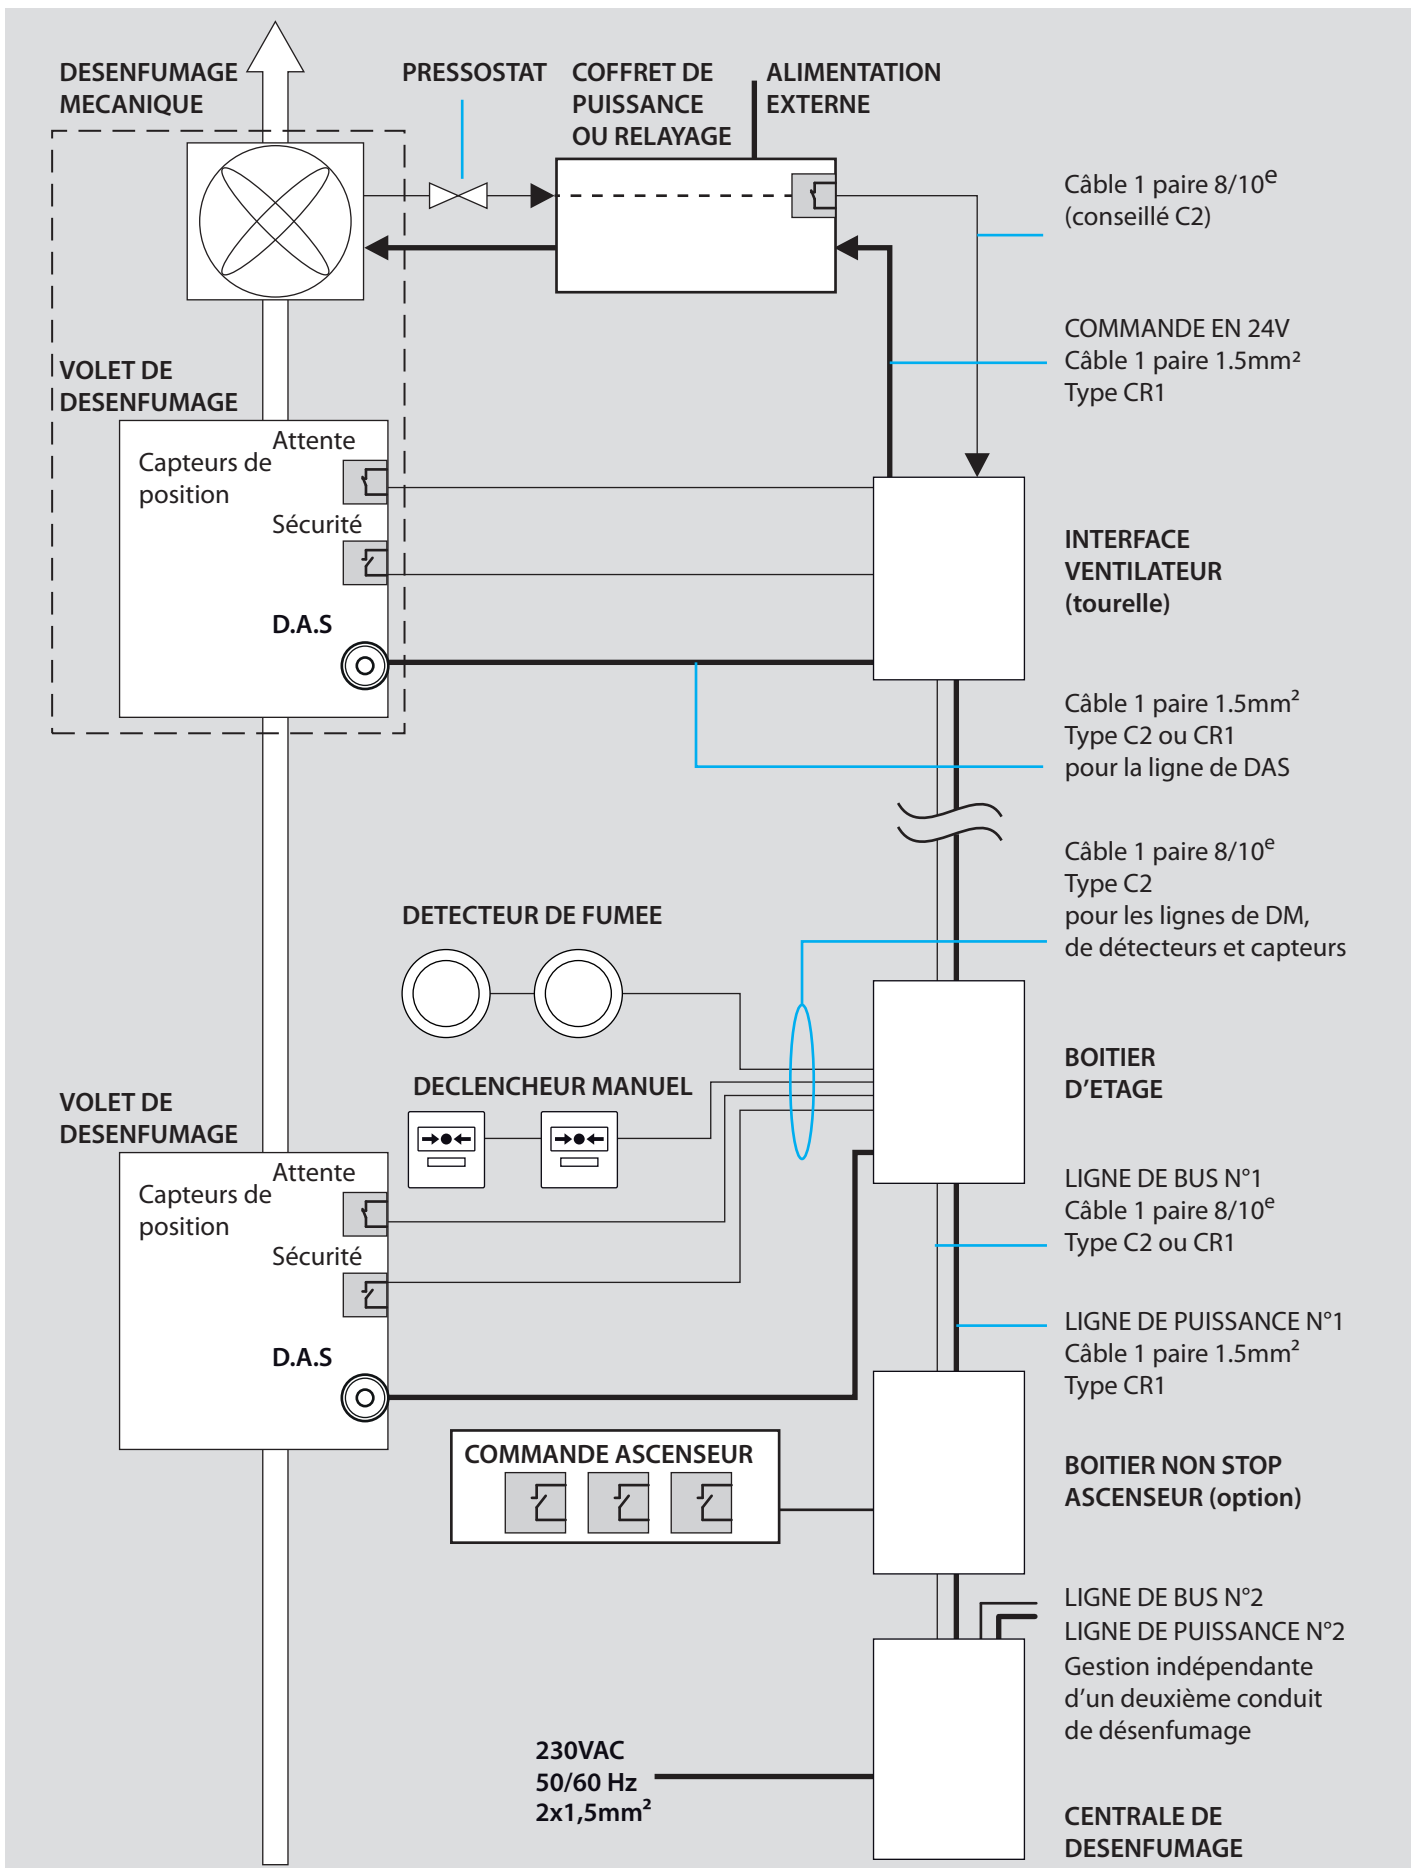 DESENFUMAGE
MECANIQUE
PRESSOSTAT
COFFRET DE
PUISSANCE
OU RELAYAGE
ALIMENTATION
EXTERNE
Câble 1 paire 8/10e
(conseillé C2)
COMMANDE EN 24V
Câble 1 paire 1.5mm²
Type CR1
VOLET DE
DESENFUMAGE
Attente
Capteurs de
position
Sécurité
D.A.S
INTERFACE
VENTILATEUR
(tourelle)
Câble 1 paire 1.5mm²
Type C2 ou CR1
pour la ligne de DAS
Câble 1 paire 8/10e
Type C2
pour les lignes de DM,
de détecteurs et capteurs
DETECTEUR DE FUMEE
DECLENCHEUR MANUEL
BOITIER
D'ETAGE
VOLET DE
DESENFUMAGE
Attente
Capteurs de
position
Sécurité
D.A.S
LIGNE DE BUS N°1
Câble 1 paire 8/10e
Type C2 ou CR1
LIGNE DE PUISSANCE N°1
Câble 1 paire 1.5mm²
Type CR1
COMMANDE ASCENSEUR
BOITIER NON STOP
ASCENSEUR (option)
LIGNE DE BUS N°2
LIGNE DE PUISSANCE N°2
Gestion indépendante
d'un deuxième conduit
de désenfumage
230VAC
50/60 Hz
2x1,5mm²
CENTRALE DE
DESENFUMAGE